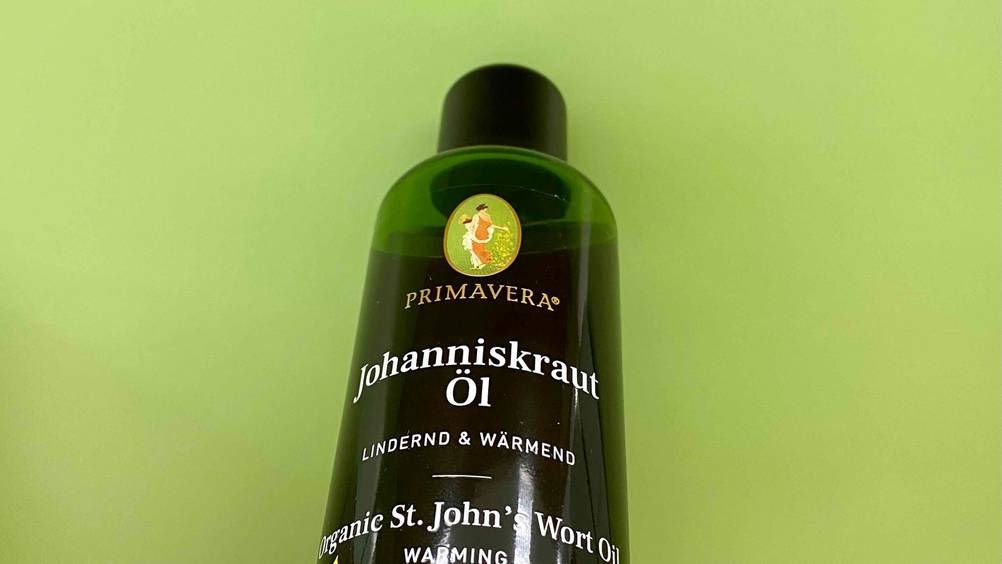 PRIMAVERA®
Johanniskraut
Öl
LINDERND & WÄRMEND
Organic St. John's Wort Oil
WARMING &